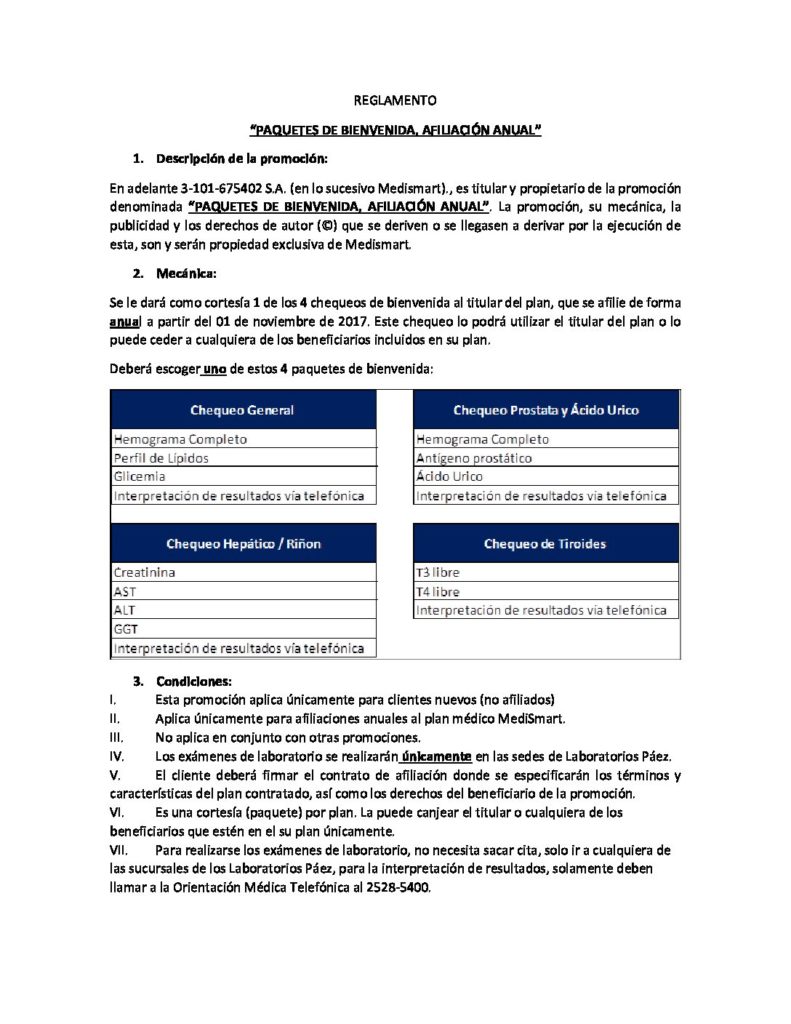 REGLAMENTO
“PAQUETES DE BIENVENIDA, AFILIACIÓN ANUAL”
1. Descripción de la promoción:
En adelante 3-101-675402 S.A. (en lo sucesivo Medismart)., es titular y propietario de la promoción
denominada “PAQUETES DE BIENVENIDA, AFILIACIÓN ANUAL”. La promoción, su mecánica, la
publicidad y los derechos de autor (©) que se deriven o se llegasen a derivar por la ejecución de
esta, son y serán propiedad exclusiva de Medismart.
2. Mecánica:
Se le dará como cortesía 1 de los 4 chequeos de bienvenida al titular del plan, que se afilie de forma
anual a partir del 01 de noviembre de 2017. Este chequeo lo podrá utilizar el titular del plan o lo
puede ceder a cualquiera de los beneficiarios incluidos en su plan.
Deberá escoger uno de estos 4 paquetes de bienvenida:
Chequeo General
Hemograma Completo
Perfil de Lípidos
Glicemia
Interpretación de resultados vía telefónica
Chequeo Prostata y Ácido Urico
Hemograma Completo
Antígeno prostático
Ácido Urico
Interpretación de resultados vía telefónica
Chequeo Hepático / Riñon
Creatinina
AST
ALT
GGT
Interpretación de resultados vía telefónica
Chequeo de Tiroides
T3 libre
T4 libre
Interpretación de resultados vía telefónica
3. Condiciones:
I. Esta promoción aplica únicamente para clientes nuevos (no afiliados)
II. Aplica únicamente para afiliaciones anuales al plan médico MediSmart.
III. No aplica en conjunto con otras promociones.
IV. Los exámenes de laboratorio se realizarán únicamente en las sedes de Laboratorios Páez.
V. El cliente deberá firmar el contrato de afiliación donde se especificarán los términos y
características del plan contratado, así como los derechos del beneficiario de la promoción.
VI. Es una cortesía (paquete) por plan. La puede canjear el titular o cualquiera de los
beneficiarios que estén en el su plan únicamente.
VII. Para realizarse los exámenes de laboratorio, no necesita sacar cita, solo ir a cualquiera de
las sucursales de los Laboratorios Páez, para la interpretación de resultados, solamente deben
llamar a la Orientación Médica Telefónica al 2528-5400.